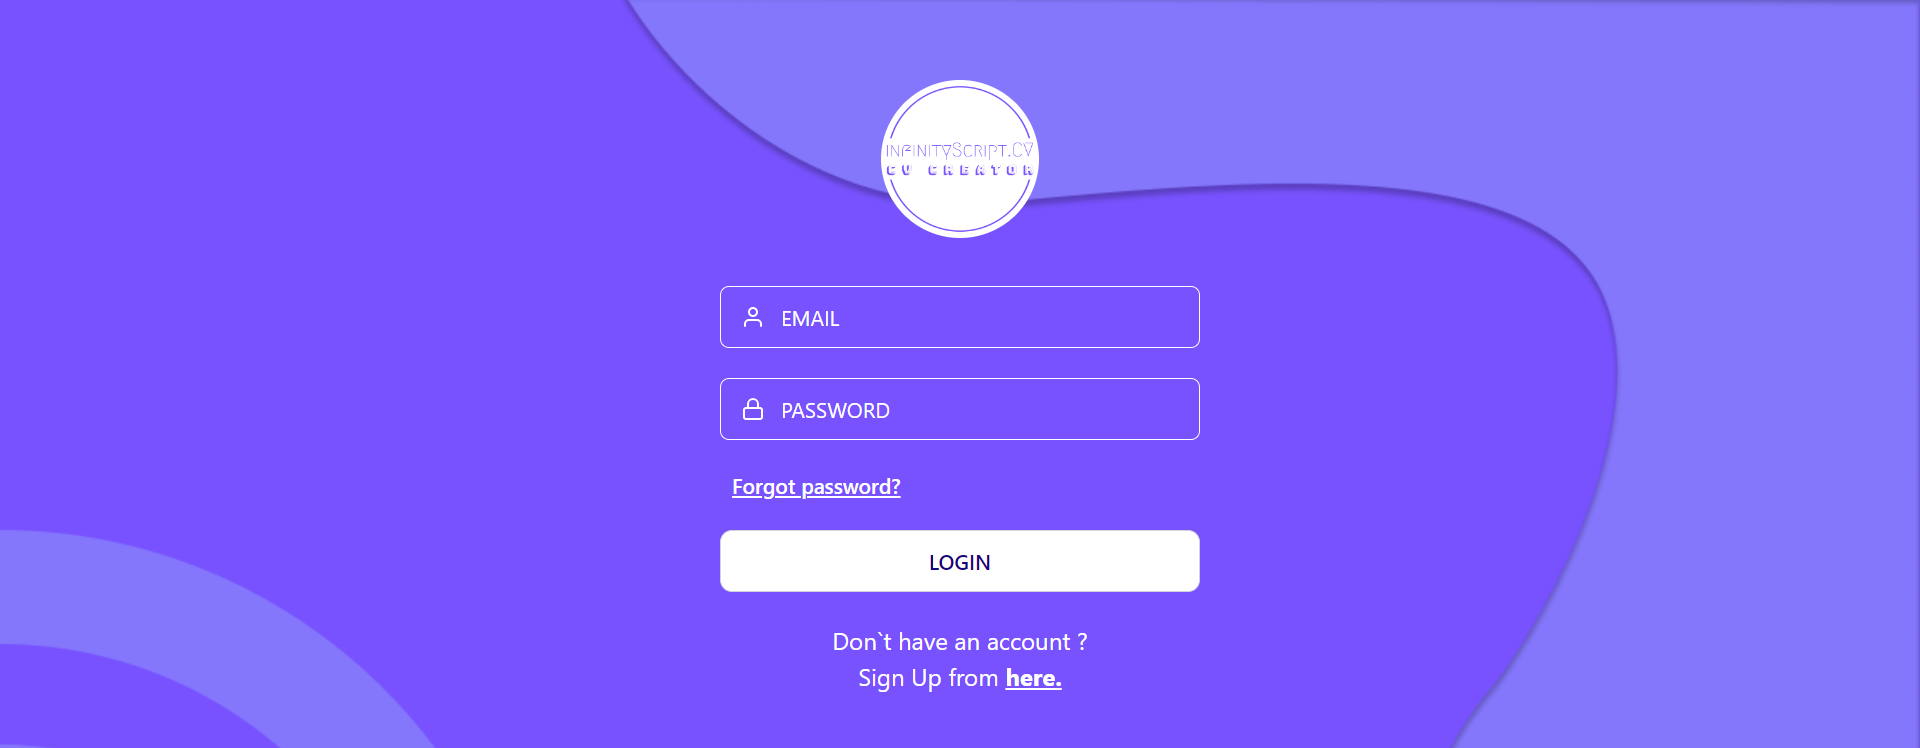 INFINITYSCRIPT.CV
CV CREATOR
EMAIL
PASSWORD
Forgot password?
LOGIN
Don`t have an account ?
Sign Up from here.